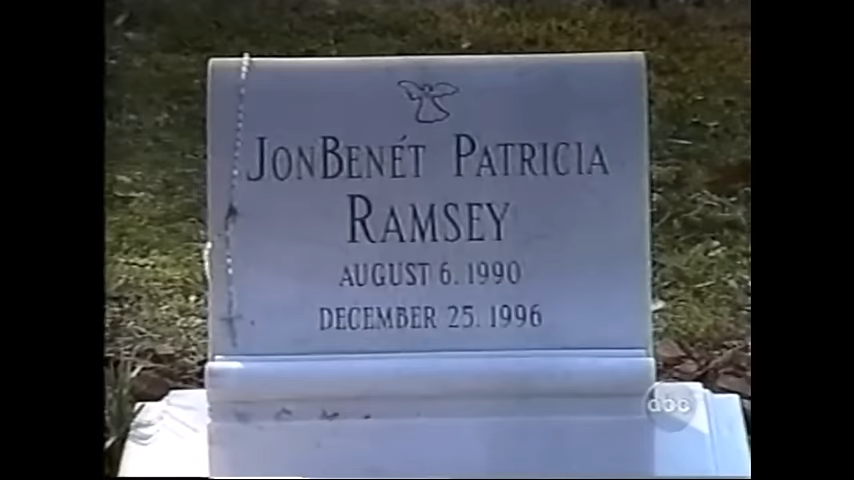 JONBENÉT PATRICIA
RAMSEY
AUGUST 6. 1990
DECEMBER 25. 1996
abc